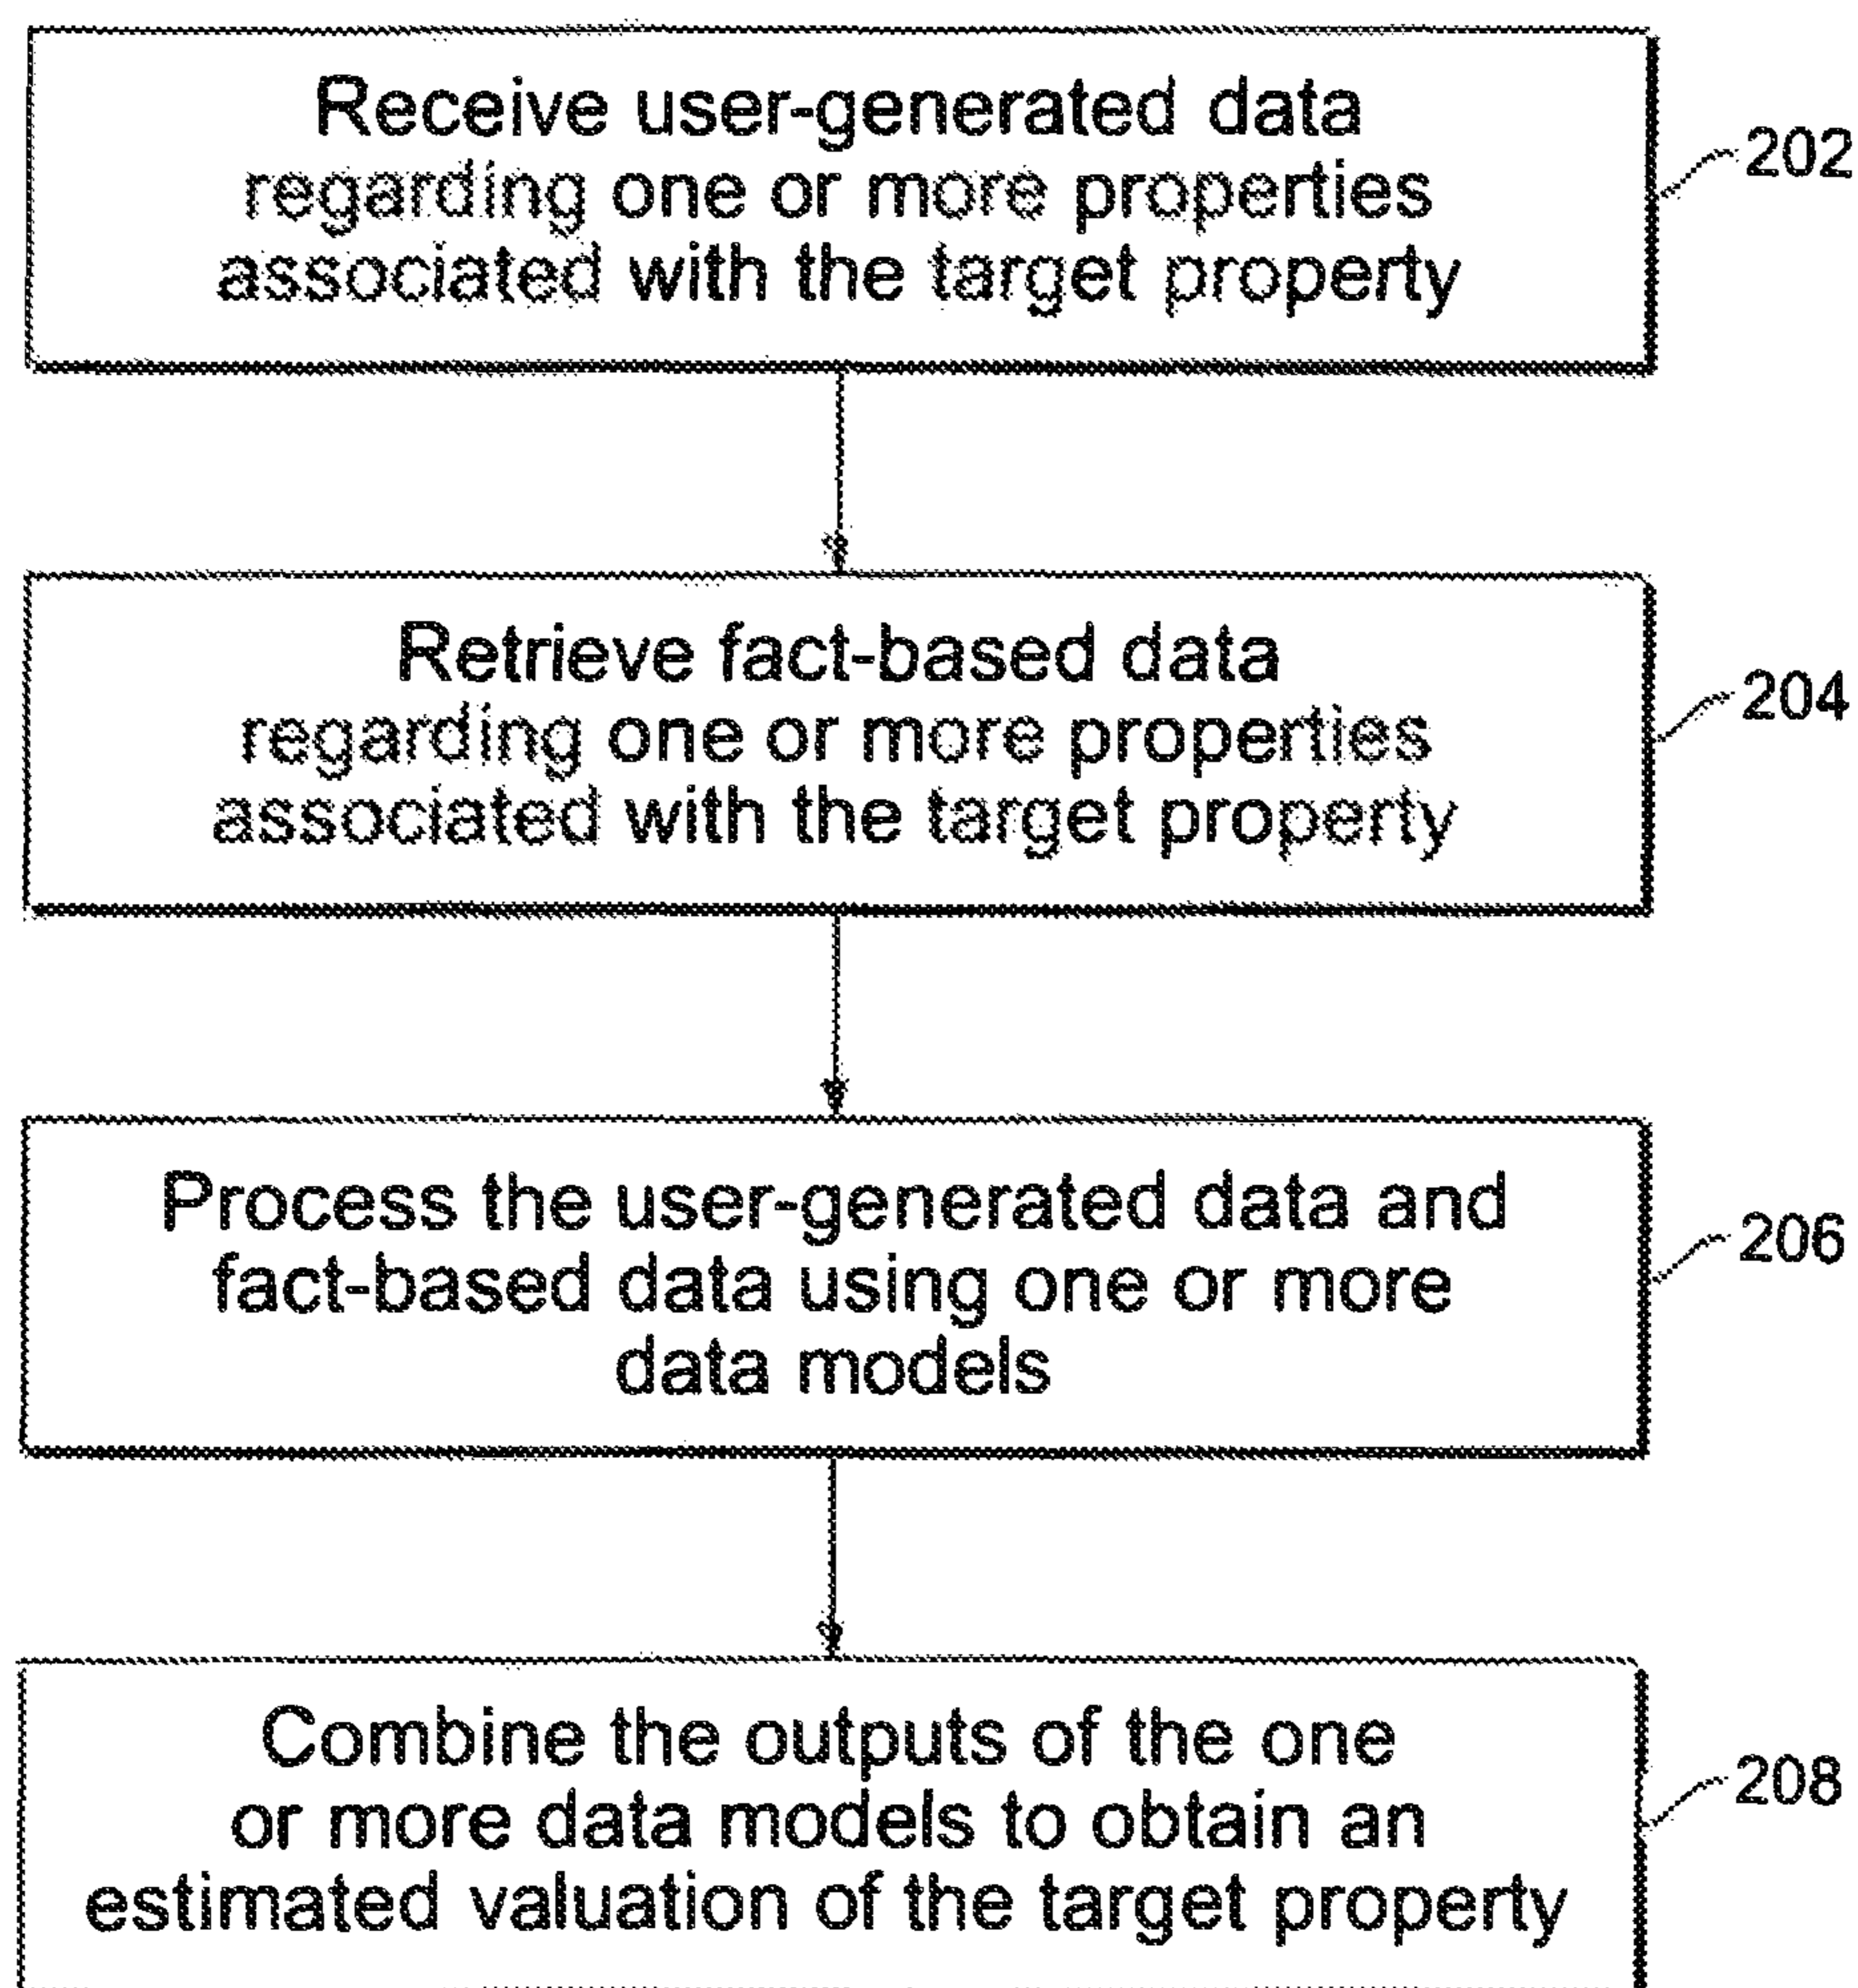 Receive user-generated data
regarding one or more properties
associated with the target property
202
Retrieve fact-based data
regarding one or more properties
associated with the target property
204
Process the user-generated data and
fact-based data using one or more
data models
206
Combine the outputs of the one
or more data models to obtain an
estimated valuation of the target property
208